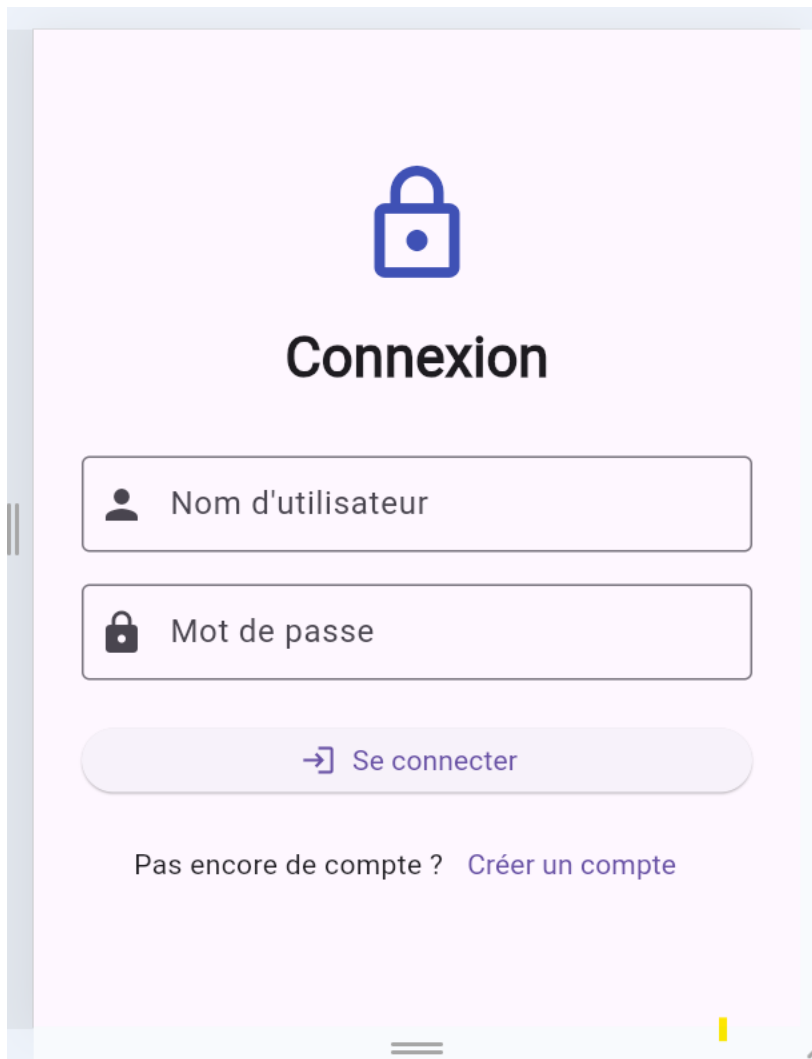 Connexion
Nom d'utilisateur
Mot de passe
Se connecter
Pas encore de compte ? Créer un compte